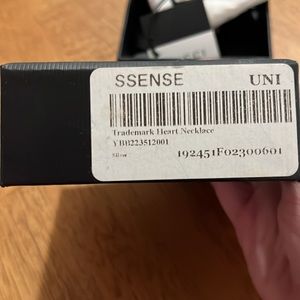 SSENSE UNI
Trademark Heart Necklace
YBB223512001
Silver 192451F02300601